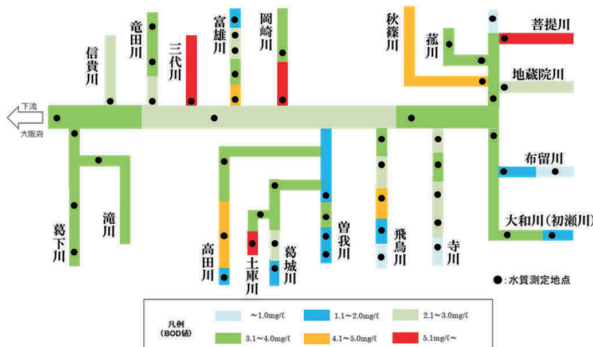 信貴川
竜田川
三代川
富雄川
岡崎川
秋篠川
菰川
菩提川
地蔵院川
布留川
大和川(初瀬川)
下流
大阪府
葛下川
滝川
高田川
土庫川
葛城川
曽我川
飛鳥川
寺川
●:水質測定地点
凡例
(BOD値)
~1.0mg/ℓ
1.1~2.0mg/ℓ
2.1~3.0mg/ℓ
3.1~4.0mg/ℓ
4.1~5.0mg/ℓ
5.1mg/ℓ~